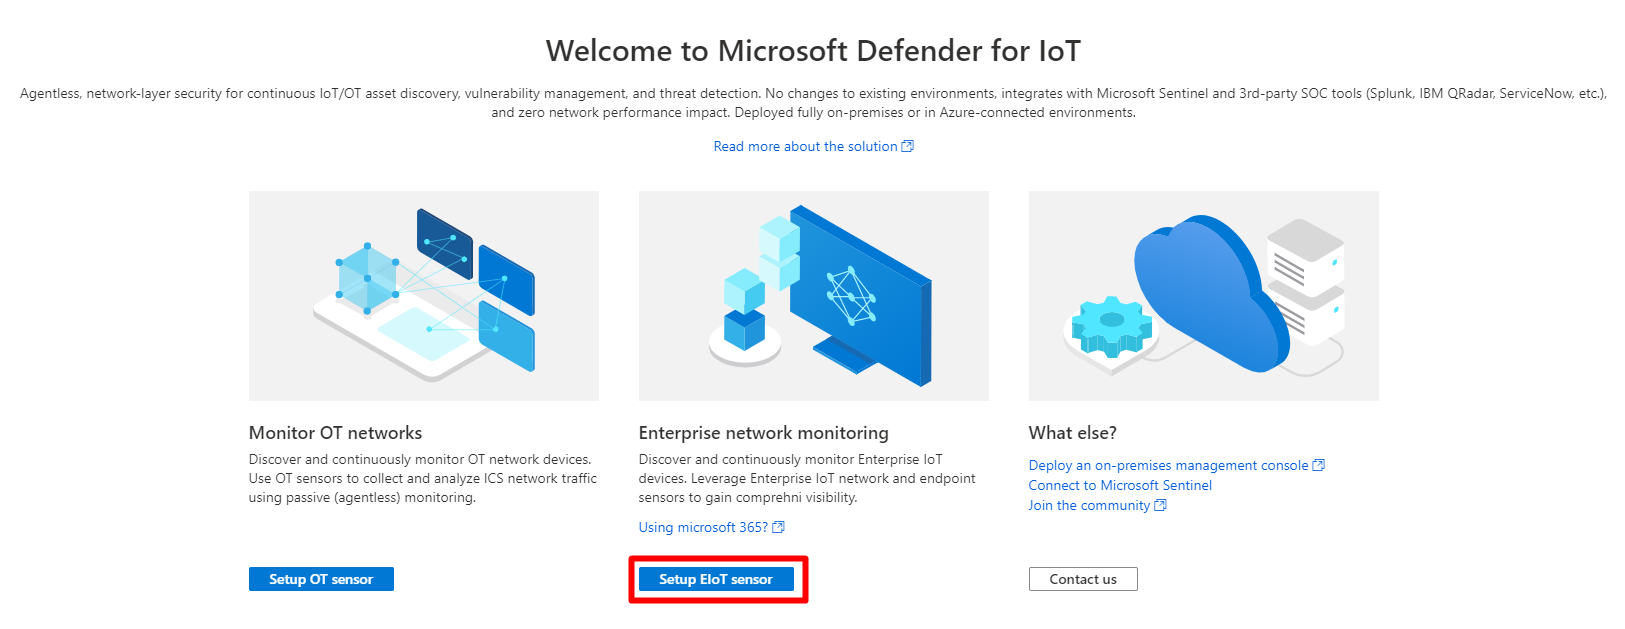 Welcome to Microsoft Defender for IoT
Agentless, network-layer security for continuous IoT/OT asset discovery, vulnerability management, and threat detection. No changes to existing environments, integrates with Microsoft Sentinel and 3rd-party SOC tools (Splunk, IBM QRadar, ServiceNow, etc.),
and zero network performance impact. Deployed fully on-premises or in Azure-connected environments.
Read more about the solution
Monitor OT networks
Discover and continuously monitor OT network devices.
Use OT sensors to collect and analyze ICS network traffic
using passive (agentless) monitoring.
Setup OT sensor
Enterprise network monitoring
Discover and continuously monitor Enterprise IoT
devices. Leverage Enterprise IoT network and endpoint
sensors to gain comprehni visibility.
Using microsoft 365?
Setup EIoT sensor
What else?
Deploy an on-premises management console
Connect to Microsoft Sentinel
Join the community
Contact us